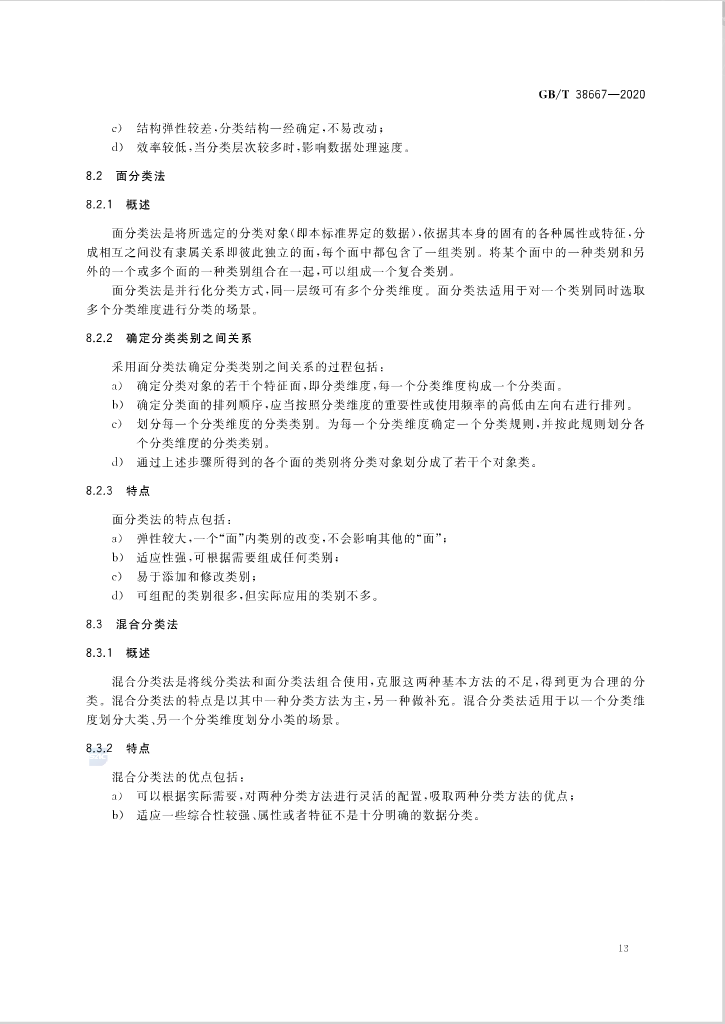 GB/T 38667—2020
c) 结构弹性较差,分类结构一经确定,不易改动;
d) 效率较低,当分类层次较多时,影响数据处理速度。
8.2 面分类法
8.2.1 概述
面分类法是将所选定的分类对象(即本标准界定的数据),依据其本身的固有的各种属性或特征,分
成相互之间没有隶属关系即彼此独立的面,每个面中都包含了一组类别。将某个面中的一种类别和另
外的一个或多个面的一种类别组合在一起,可以组成一个复合类别。
面分类法是并行化分类方式,同一层级可有多个分类维度。面分类法适用于对一个类别同时选取
多个分类维度进行分类的场景。
8.2.2 确定分类类别之间关系
采用面分类法确定分类类别之间关系的过程包括:
a) 确定分类对象的若干个特征面,即分类维度,每一个分类维度构成一个分类面。
b) 确定分类面的排列顺序,应当按照分类维度的重要性或使用频率的高低由左向右进行排列。
c) 划分每一个分类维度的分类类别。为每一个分类维度确定一个分类规则,并按此规则划分各
个分类维度的分类类别。
d) 通过上述步骤所得到的各个面的类别将分类对象划分成了若干个对象类。
8.2.3 特点
面分类法的特点包括:
a) 弹性较大,一个“面”内类别的改变,不会影响其他的“面”;
b) 适应性强,可根据需要组成任何类别;
c) 易于添加和修改类别;
d) 可组配的类别很多,但实际应用的类别不多。
8.3 混合分类法
8.3.1 概述
混合分类法是将线分类法和面分类法组合使用,克服这两种基本方法的不足,得到更为合理的分
类。混合分类法的特点是以其中一种分类方法为主,另一种做补充。混合分类法适用于以一个分类维
度划分大类、另一个分类维度划分小类的场景。
8.3.2 特点
混合分类法的优点包括:
a) 可以根据实际需要,对两种分类方法进行灵活的配置,吸取两种分类方法的优点;
b) 适应一些综合性较强、属性或者特征不是十分明确的数据分类。
13